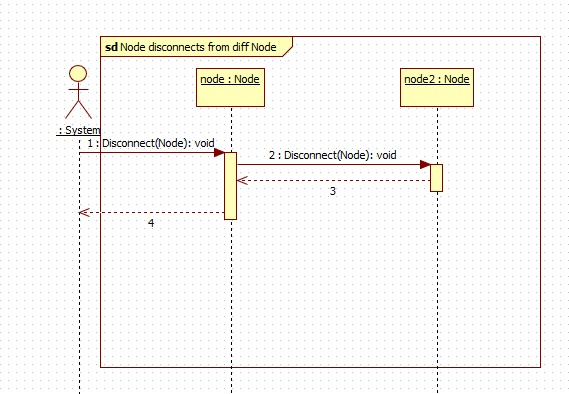 sd Node disconnects from diff Node
node : Node
node2 : Node
: System
1 : Disconnect(Node): void
2 : Disconnect(Node): void
3
4